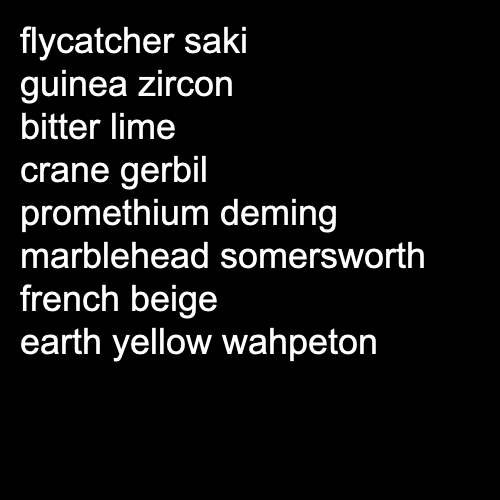 flycatcher saki
guinea zircon
bitter lime
crane gerbil
promethium deming
marblehead somersworth
french beige
earth yellow wahpeton